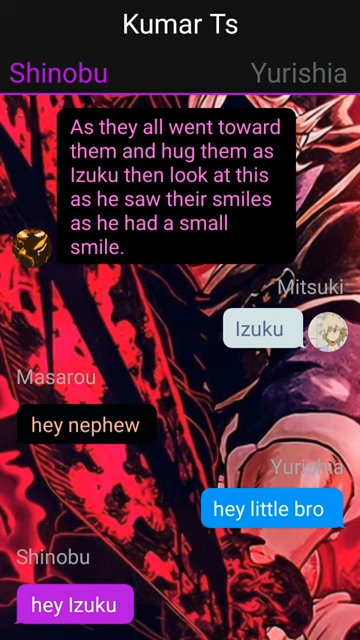 Kumar Ts
Shinobu
Yurishia
As they all went toward
them and hug them as
Izuku then look at this
as he saw their smiles
as he had a small
smile.
Mitsuki
Izuku
Masarou
hey nephew
Yurishia
hey little bro
Shinobu
hey Izuku